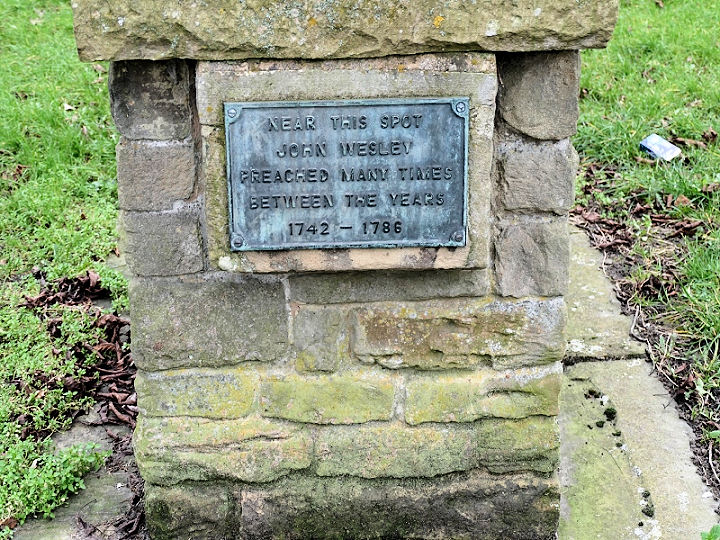 NEAR THIS SPOT
JOHN WESLEY
PREACHED MANY TIMES
BETWEEN THE YEARS
1742 – 1786